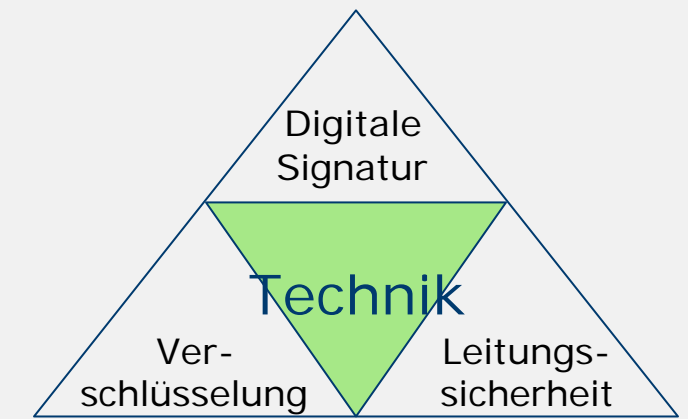 Digitale
Signatur
Technik
Ver-
schlüsselung
Leitungs-
sicherheit